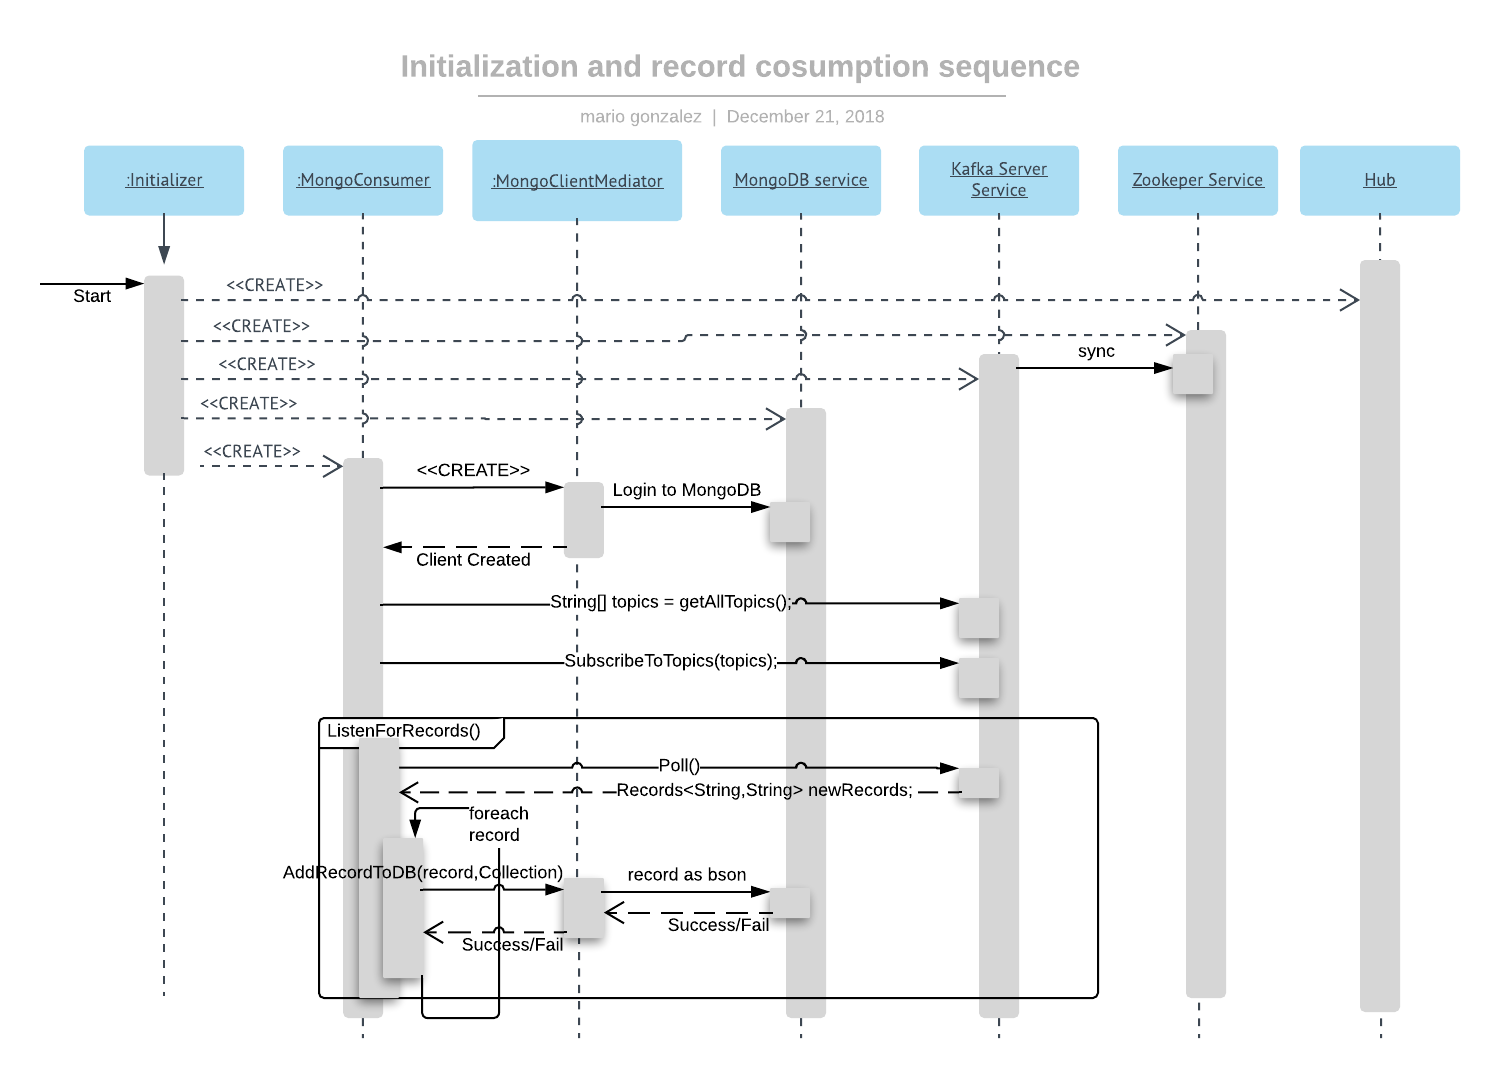 Initialization and record cosumption sequence
mario gonzalez | December 21, 2018
:Initializer
:MongoConsumer
:MongoClientMediator
MongoDB service
Kafka Server
Service
Zookeper Service
Hub
Start
<<CREATE>>
<<CREATE>>
sync
<<CREATE>>
<<CREATE>>
<<CREATE>>
<<CREATE>>
Login to MongoDB
Client Created
String[] topics = getAllTopics();
SubscribeToTopics(topics);
ListenForRecords()
Poll()
Records<String,String> newRecords;
foreach
record
AddRecordToDB(record,Collection)
record as bson
Success/Fail
Success/Fail